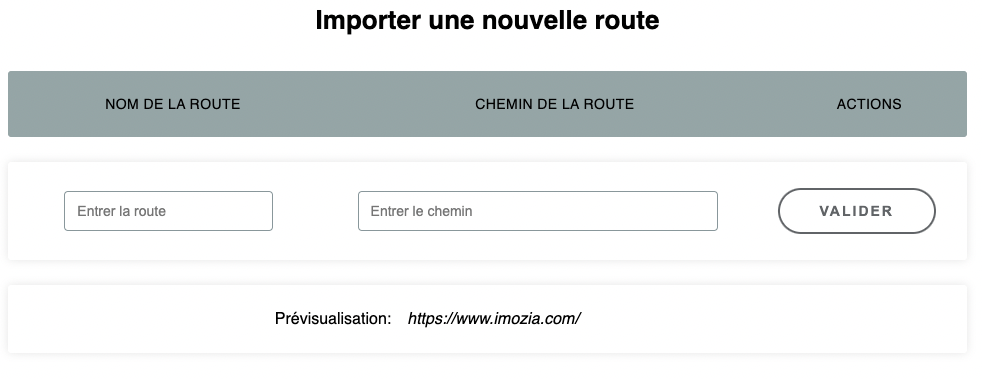 Importer une nouvelle route
NOM DE LA ROUTE CHEMIN DE LA ROUTE ACTIONS
Entrer la route Entrer le chemin VALIDER
Prévisualisation: https://www.imozia.com/